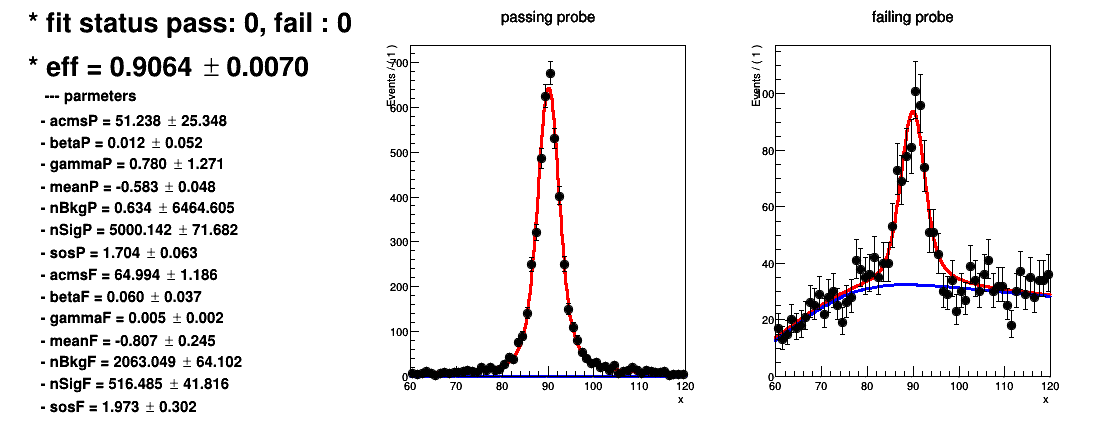 * fit status pass: 0, fail : 0
* eff = 0.9064 ± 0.0070
--- parmeters
- acmsP = 51.238 ± 25.348
- betaP = 0.012 ± 0.052
- gammaP = 0.780 ± 1.271
- meanP = -0.583 ± 0.048
- nBkgP = 0.634 ± 6464.605
- nSigP = 5000.142 ± 71.682
- sosP = 1.704 ± 0.063
- acmsF = 64.994 ± 1.186
- betaF = 0.060 ± 0.037
- gammaF = 0.005 ± 0.002
- meanF = -0.807 ± 0.245
- nBkgF = 2063.049 ± 64.102
- nSigF = 516.485 ± 41.816
- sosF = 1.973 ± 0.302
passing probe
Events / ( 1 )
700
600
500
400
300
200
100
0
60 70 80 90 100 110 120
x
failing probe
Events / ( 1 )
100
80
60
40
20
0
60 70 80 90 100 110 120
x